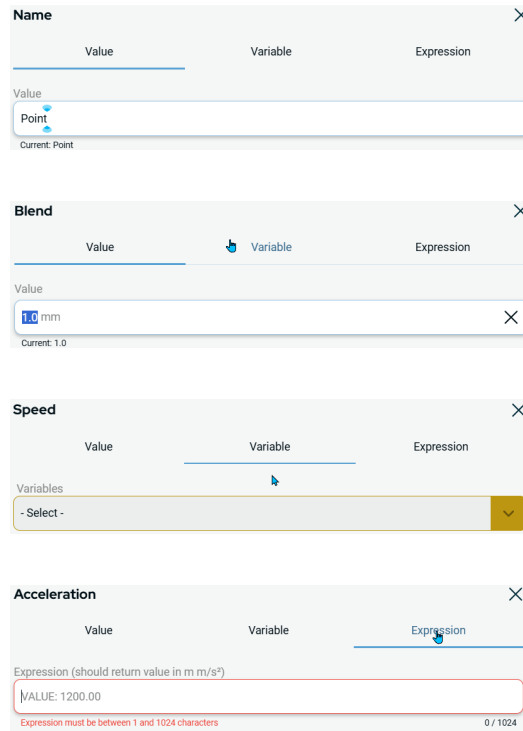 Name
Value Variable Expression
Value
Point
Current: Point
Blend
Value Variable Expression
Value
1.0 mm
Current: 1.0
Speed
Value Variable Expression
Variables
- Select -
Acceleration
Value Variable Expression
Expression (should return value in m m/s²)
VALUE: 1200.00
Expression must be between 1 and 1024 characters 0 / 1024